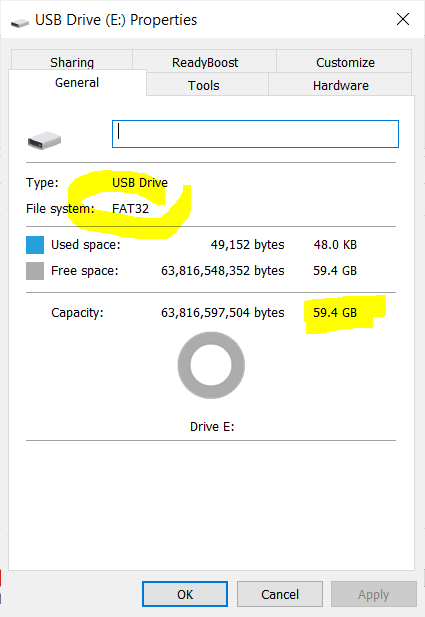 USB Drive (E:) Properties
Sharing ReadyBoost Customize
General Tools Hardware
Type: USB Drive
File system: FAT32
Used space: 49,152 bytes 48.0 KB
Free space: 63,816,548,352 bytes 59.4 GB
Capacity: 63,816,597,504 bytes 59.4 GB
Drive E:
OK Cancel Apply